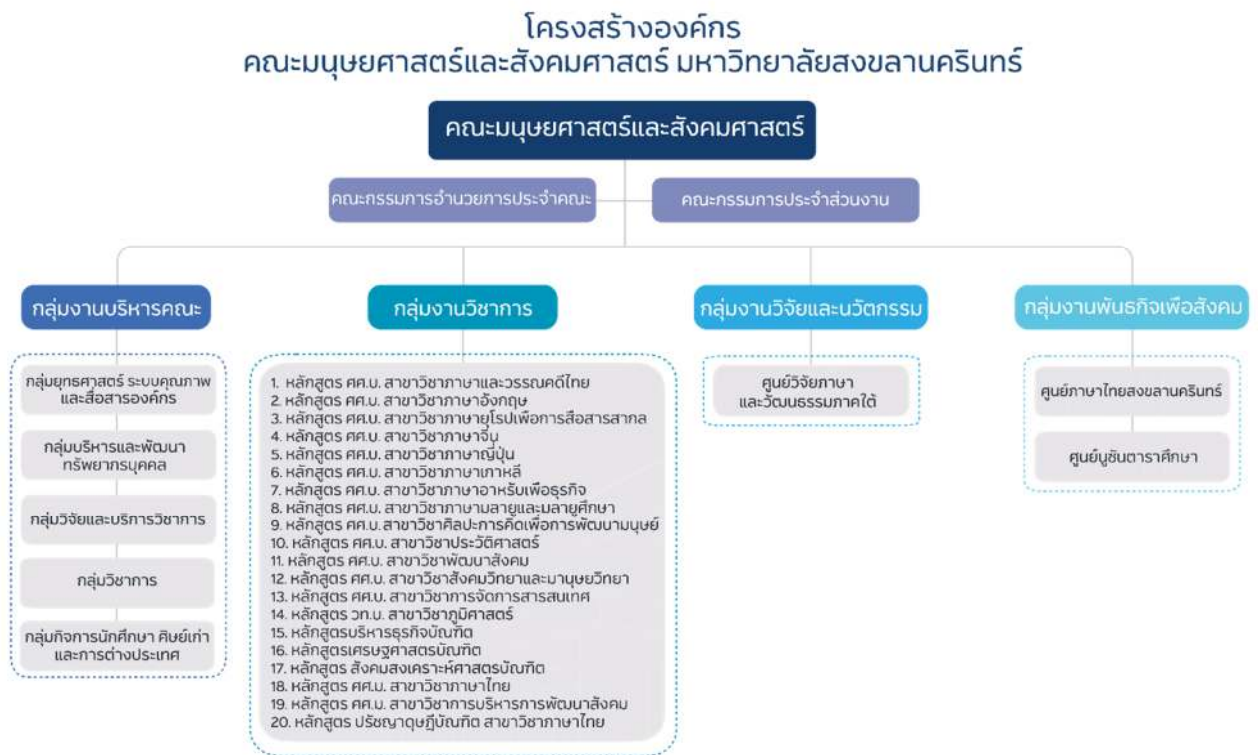 โครงสร้างองค์กร
คณะมนุษยศาสตร์และสังคมศาสตร์ มหาวิทยาลัยสงขลานครินทร์
คณะมนุษยศาสตร์และสังคมศาสตร์
คณะกรรมการอำนวยการประจำคณะ
คณะกรรมการประจำส่วนงาน
กลุ่มงานบริหารคณะ
กลุ่มยุทธศาสตร์ ระบบคุณภาพ
และสื่อสารองค์กร
กลุ่มบริหารและพัฒนา
ทรัพยากรบุคคล
กลุ่มวิจัยและบริการวิชาการ
กลุ่มวิชาการ
กลุ่มกิจการนักศึกษา ศิษย์เก่า
และการต่างประเทศ
กลุ่มงานวิชาการ
1. หลักสูตร ศศ.บ. สาขาวิชาภาษาและวรรณคดีไทย
2. หลักสูตร ศศ.บ. สาขาวิชาภาษาอังกฤษ
3. หลักสูตร ศศ.บ. สาขาวิชาภาษายุโรปเพื่อการสื่อสารสากล
4. หลักสูตร ศศ.บ. สาขาวิชาภาษาจีน
5. หลักสูตร ศศ.บ. สาขาวิชาภาษาญี่ปุ่น
6. หลักสูตร ศศ.บ. สาขาวิชาภาษาเกาหลี
7. หลักสูตร ศศ.บ. สาขาวิชาภาษาอาหรับเพื่อธุรกิจ
8. หลักสูตร ศศ.บ. สาขาวิชาภาษามลายูและมลายูศึกษา
9. หลักสูตร ศศ.บ. สาขาวิชาศิลปะการคิดเพื่อการพัฒนามนุษย์
10. หลักสูตร ศศ.บ. สาขาวิชาประวัติศาสตร์
11. หลักสูตร ศศ.บ. สาขาวิชาพัฒนาสังคม
12. หลักสูตร ศศ.บ. สาขาวิชาสังคมวิทยาและมานุษยวิทยา
13. หลักสูตร ศศ.บ. สาขาวิชาการจัดการสารสนเทศ
14. หลักสูตร วท.บ. สาขาวิชาภูมิศาสตร์
15. หลักสูตรบริหารธุรกิจบัณฑิต
16. หลักสูตรเศรษฐศาสตรบัณฑิต
17. หลักสูตร สังคมสงเคราะห์ศาสตรบัณฑิต
18. หลักสูตร ศศ.ม. สาขาวิชาภาษาไทย
19. หลักสูตร ศศ.ม. สาขาวิชาการบริหารการพัฒนาสังคม
20. หลักสูตร ปรัชญาดุษฎีบัณฑิต สาขาวิชาภาษาไทย
กลุ่มงานวิจัยและนวัตกรรม
ศูนย์วิจัยภาษา
และวัฒนธรรมภาคใต้
กลุ่มงานพันธกิจเพื่อสังคม
ศูนย์ภาษาไทยสงขลานครินทร์
ศูนย์นูซันตาราศึกษา